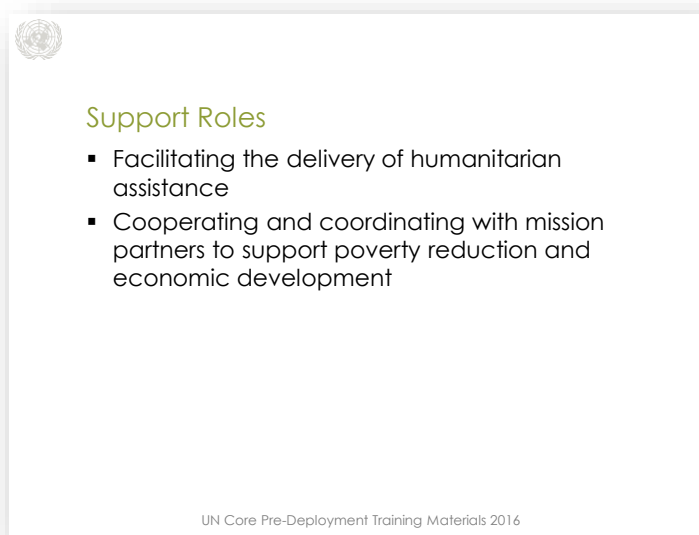 Support Roles
▪ Facilitating the delivery of humanitarian
assistance
▪ Cooperating and coordinating with mission
partners to support poverty reduction and
economic development
UN Core Pre-Deployment Training Materials 2016